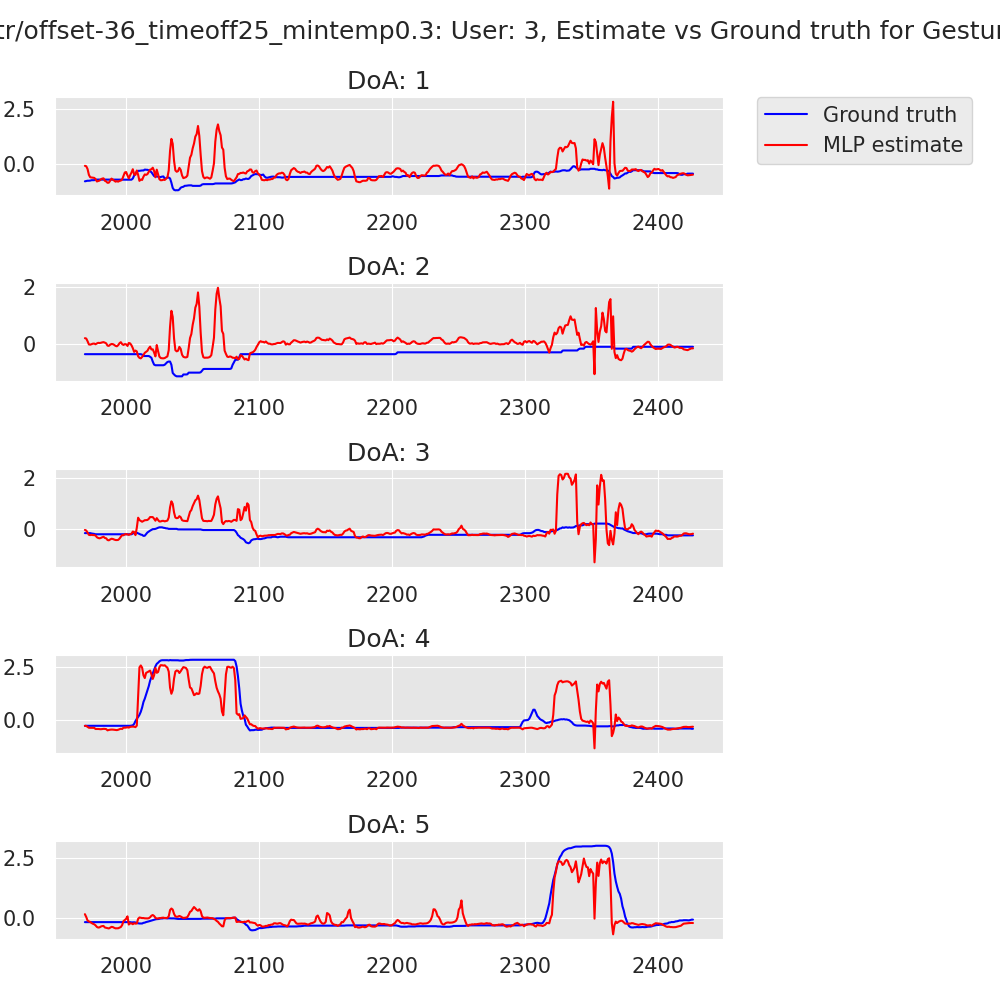 tr/offset-36_timeoff25_mintemp0.3: User: 3, Estimate vs Ground truth for Gestur
DoA: 1
2.5
0.0
2000 2100 2200 2300 2400
Ground truth
MLP estimate
DoA: 2
2
0
2000 2100 2200 2300 2400
DoA: 3
2
0
2000 2100 2200 2300 2400
DoA: 4
2.5
0.0
2000 2100 2200 2300 2400
DoA: 5
2.5
0.0
2000 2100 2200 2300 2400